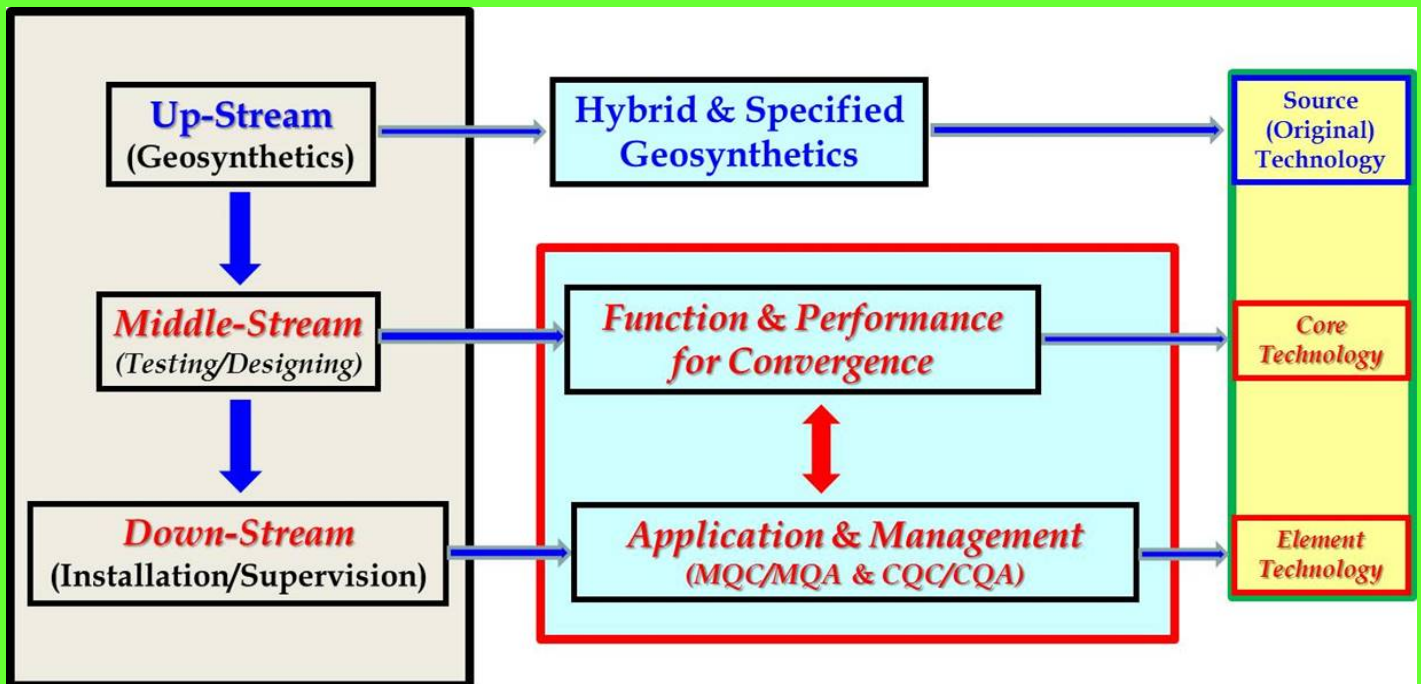 Up-Stream
(Geosynthetics)
Hybrid & Specified
Geosynthetics
Source
(Original)
Technology
Middle-Stream
(Testing/Designing)
Function & Performance
for Convergence
Core
Technology
Down-Stream
(Installation/Supervision)
Application & Management
(MQC/MQA & CQC/CQA)
Element
Technology